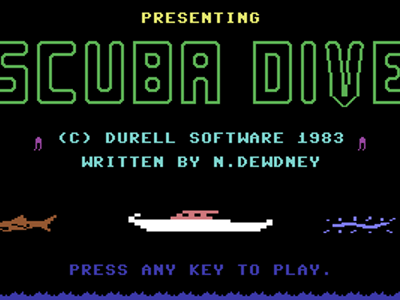 PRESENTING
SCUBA DIVE
(C) DURELL SOFTWARE 1983
WRITTEN BY N.DEWDNEY
PRESS ANY KEY TO PLAY.